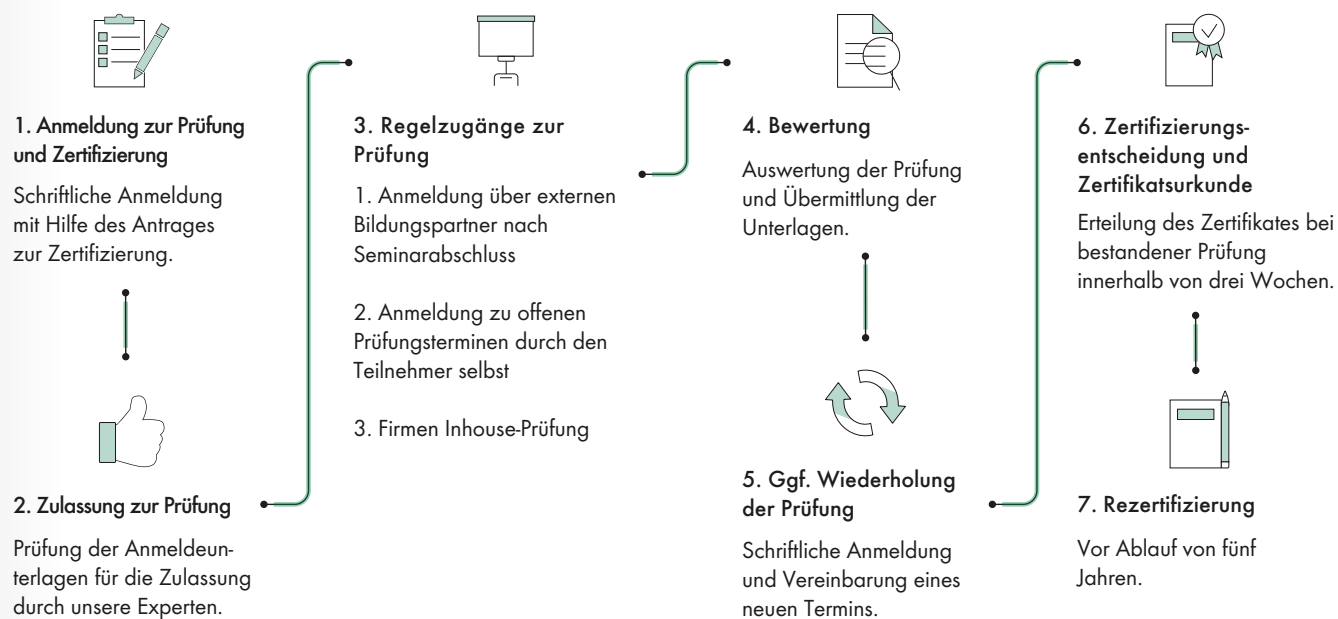 1. Anmeldung zur Prüfung
und Zertifizierung
Schriftliche Anmeldung
mit Hilfe des Antrages
zur Zertifizierung.
2. Zulassung zur Prüfung
Prüfung der Anmeldeun-
terlagen für die Zulassung
durch unsere Experten.
3. Regelzugänge zur
Prüfung
1. Anmeldung über externen
Bildungspartner nach
Seminarabschluss
2. Anmeldung zu offenen
Prüfungsterminen durch den
Teilnehmer selbst
3. Firmen Inhouse-Prüfung
4. Bewertung
Auswertung der Prüfung
und Übermittlung der
Unterlagen.
5. Ggf. Wiederholung
der Prüfung
Schriftliche Anmeldung
und Vereinbarung eines
neuen Termins.
6. Zertifizierungs-
entscheidung und
Zertifikatsurkunde
Erteilung des Zertifikates bei
bestandener Prüfung
innerhalb von drei Wochen.
7. Rezertifizierung
Vor Ablauf von fünf
Jahren.